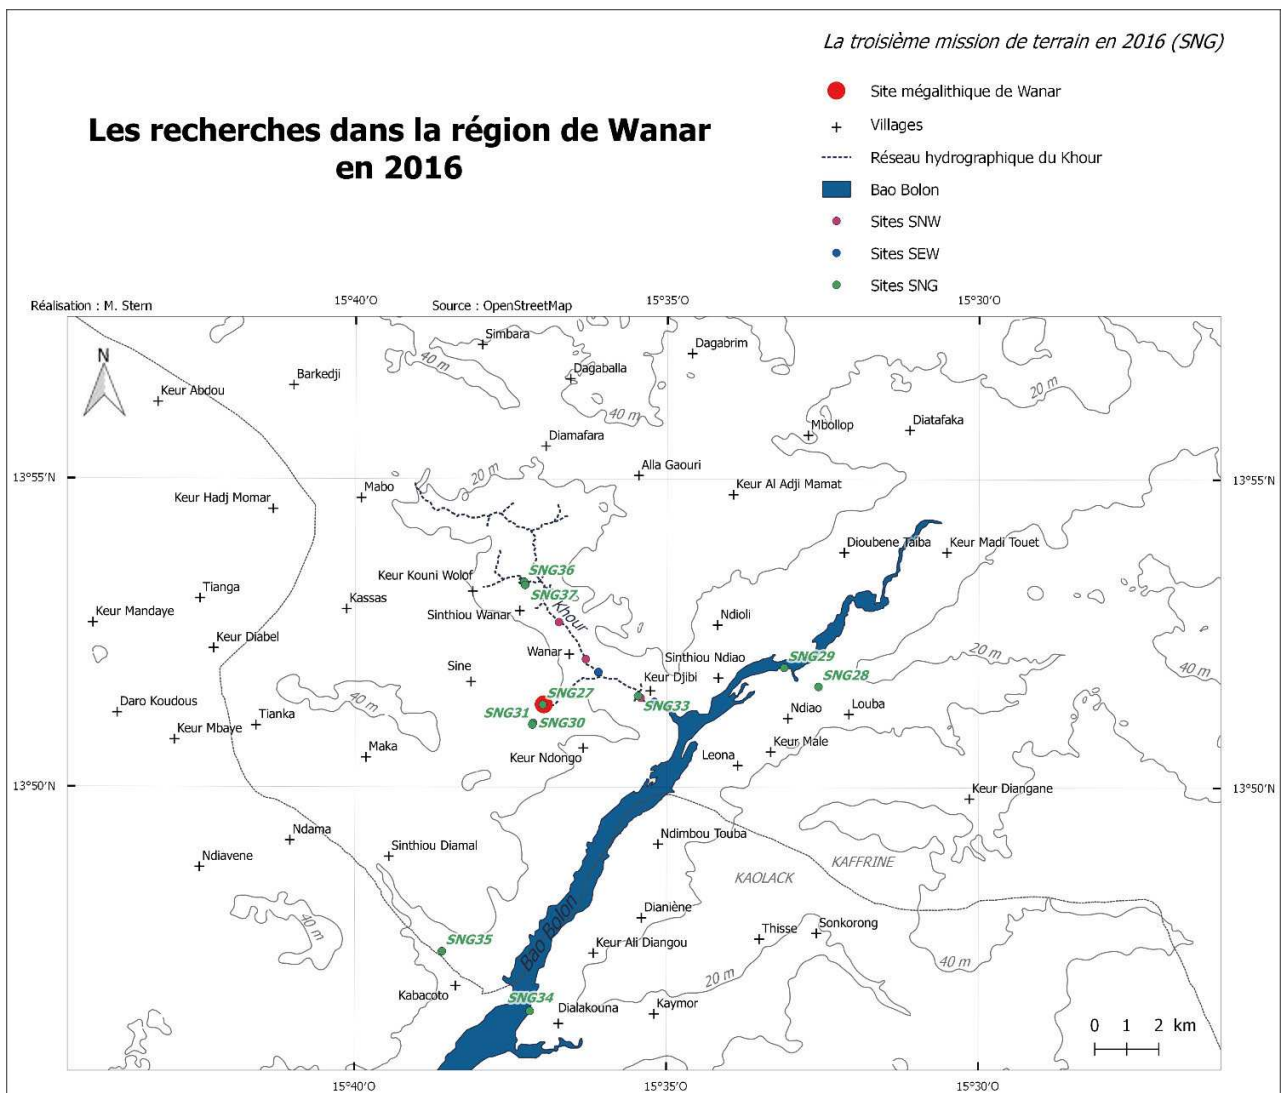 La troisième mission de terrain en 2016 (SNG)
Site mégalithique de Wanar
Les recherches dans la région de Wanar
en 2016
Villages
Réseau hydrographique du Khour
Bao Bolon
Sites SNW
Sites SEW
Sites SNG
Réalisation : M. Stern
15°40'O
Source : OpenStreetMap
15°35'O
15°30'O
N
Simbara
Dagabrim
40 m
Dagaballa
Barkedji
Keur Abdou
20 m
40 m
Mbollop
Diatafaka
Diamafara
Alla Gaouri
20 m
13°55'N
13°55'N
Mabo
Keur Al Adji Mamat
Keur Hadj Momar
Dioubene Taïba
Keur Madi Touet
SNG36
Keur Kouni Wolof
SNG37
Tianga
Kassas
Khour
Keur Mandaye
Sinthiou Wanar
Ndioli
Keur Diabel
Wanar
Sinthiou Ndiao
SNG29
20 m
Sine
Keur Djibi
SNG28
40 m
SNG27
Daro Koudous
40 m
SNG33
Louba
SNG31
Tianka
SNG30
Ndiao
Keur Mbaye
Maka
Keur Ndongo
Leona
Keur Male
13°50'N
13°50'N
Keur Diangane
Ndama
Sinthiou Diamal
Ndimbou Touba
Ndiavene
KAFFRINE
KAOLACK
Dianiène
40 m
Bao Bolon
Thisse
Sonkorong
SNG35
Keur Ali Diangou
40 m
20 m
Kabacoto
SNG34
Dialakouna
Kaymor
0 1 2 km
15°40'O
15°35'O
15°30'O